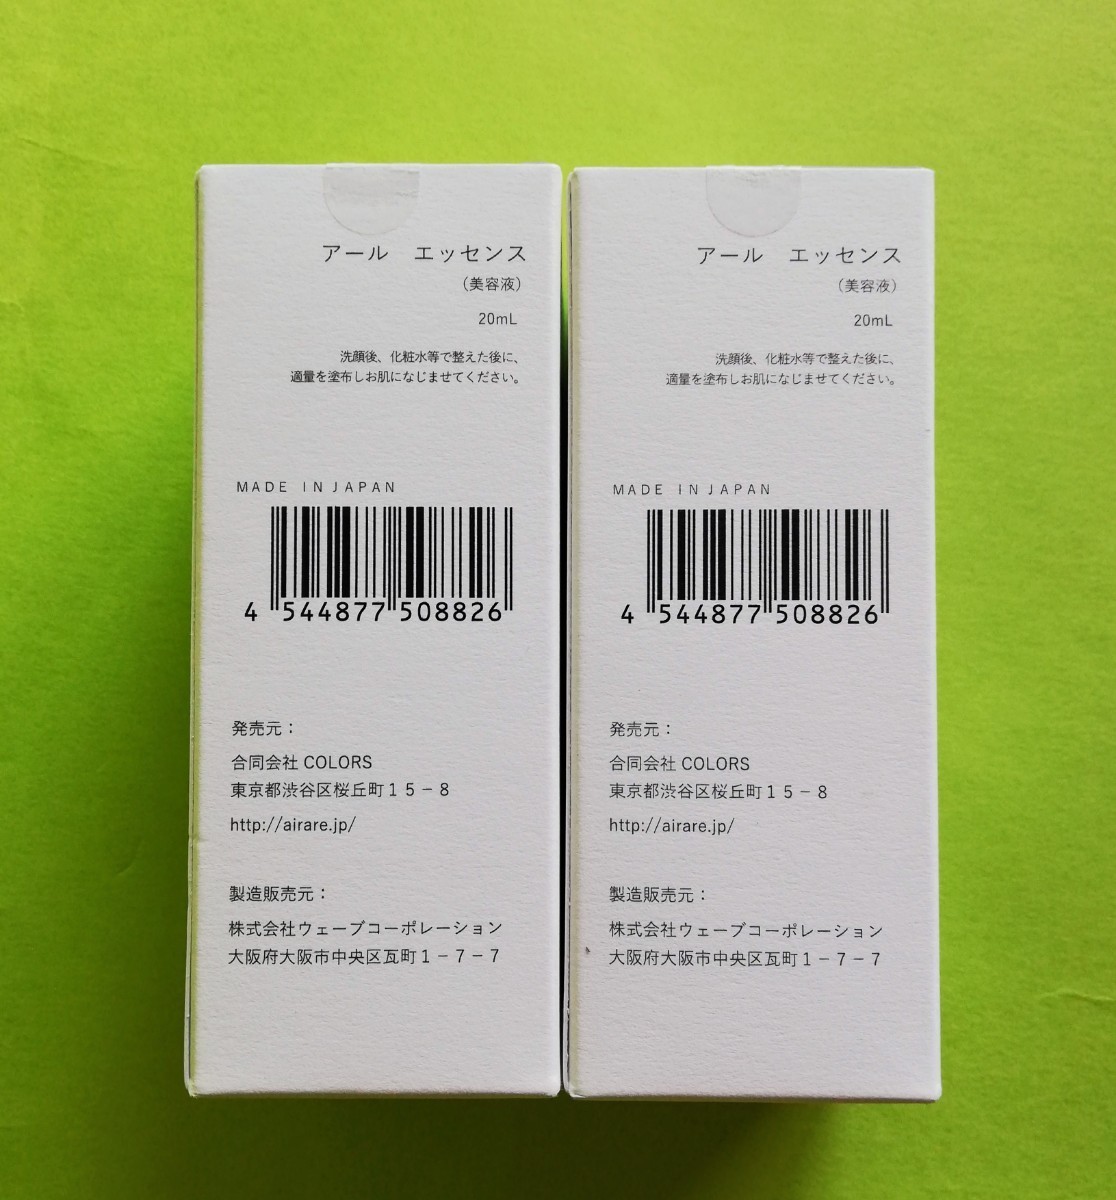 アール　エッセンス
（美容液）
20mL
洗顔後、化粧水等で整えた後に、
適量を塗布しお肌になじませてください。
MADE IN JAPAN
4 544877 508826
発売元：
合同会社 COLORS
東京都渋谷区桜丘町１５－８
http://airare.jp/
製造販売元：
株式会社ウェーブコーポレーション
大阪府大阪市中央区瓦町１－７－７
アール　エッセンス
（美容液）
20mL
洗顔後、化粧水等で整えた後に、
適量を塗布しお肌になじませてください。
MADE IN JAPAN
4 544877 508826
発売元：
合同会社 COLORS
東京都渋谷区桜丘町１５－８
http://airare.jp/
製造販売元：
株式会社ウェーブコーポレーション
大阪府大阪市中央区瓦町１－７－７